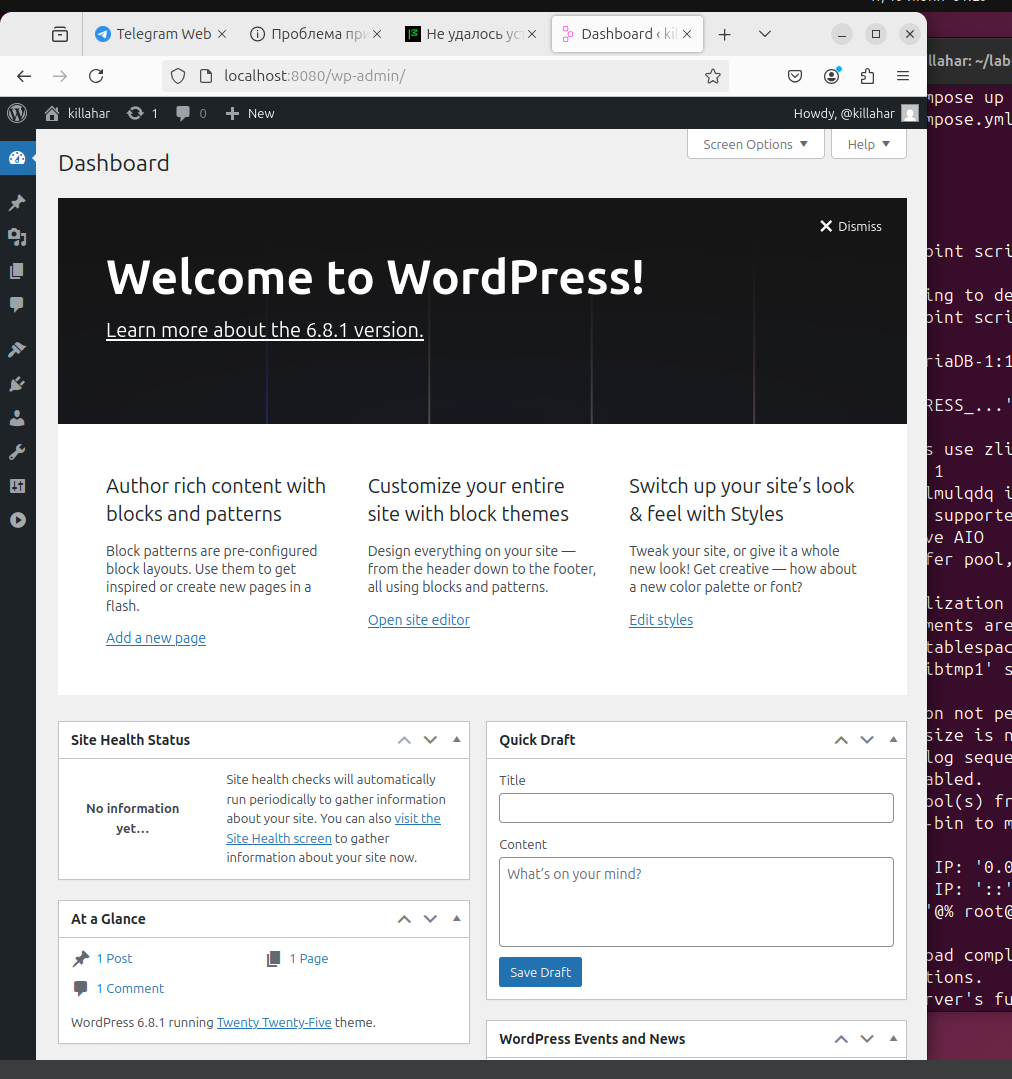 Telegram Web
Проблема при
Не удалось уст
Dashboard ‹ kil
localhost:8080/wp-admin/
killahar
1
0
New
Howdy, @killahar
Dashboard
Screen Options
Help
Dismiss
Welcome to WordPress!
Learn more about the 6.8.1 version.
Author rich content with
blocks and patterns
Block patterns are pre-configured
block layouts. Use them to get
inspired or create new pages in a
flash.
Add a new page
Customize your entire
site with block themes
Design everything on your site —
from the header down to the footer,
all using blocks and patterns.
Open site editor
Switch up your site’s look
& feel with Styles
Tweak your site, or give it a whole
new look! Get creative — how about
a new color palette or font?
Edit styles
Site Health Status
No information
yet…
Site health checks will automatically
run periodically to gather information
about your site. You can also visit the
Site Health screen to gather
information about your site now.
At a Glance
1 Post
1 Page
1 Comment
WordPress 6.8.1 running Twenty Twenty-Five theme.
Quick Draft
Title
Content
What’s on your mind?
Save Draft
WordPress Events and News
llahar: ~/lab
mpose up
mpose.yml
oint scri
ing to de
oint scri
riaDB-1:1
RESS_...'
s use zli
1
lmulqdq i
supporte
ve AIO
fer pool,
lization
ments are
tablespac
ibtmp1' s
on not pe
size is n
log seque
abled.
ool(s) fr
-bin to m
IP: '0.0
IP: '::'
'@% root@
oad compl
tions.
rver's fu